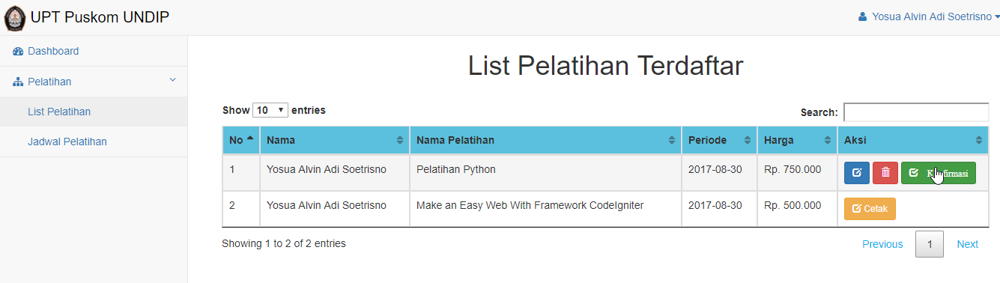 UPT Puskom UNDIP
Yosua Alvin Adi Soetrisno
Dashboard
Pelatihan
List Pelatihan
Jadwal Pelatihan
List Pelatihan Terdaftar
Show 10 entries
Search:
No Nama Nama Pelatihan Periode Harga Aksi
1 Yosua Alvin Adi Soetrisno Pelatihan Python 2017-08-30 Rp. 750.000
2 Yosua Alvin Adi Soetrisno Make an Easy Web With Framework CodeIgniter 2017-08-30 Rp. 500.000 Cetak
Showing 1 to 2 of 2 entries
Previous 1 Next